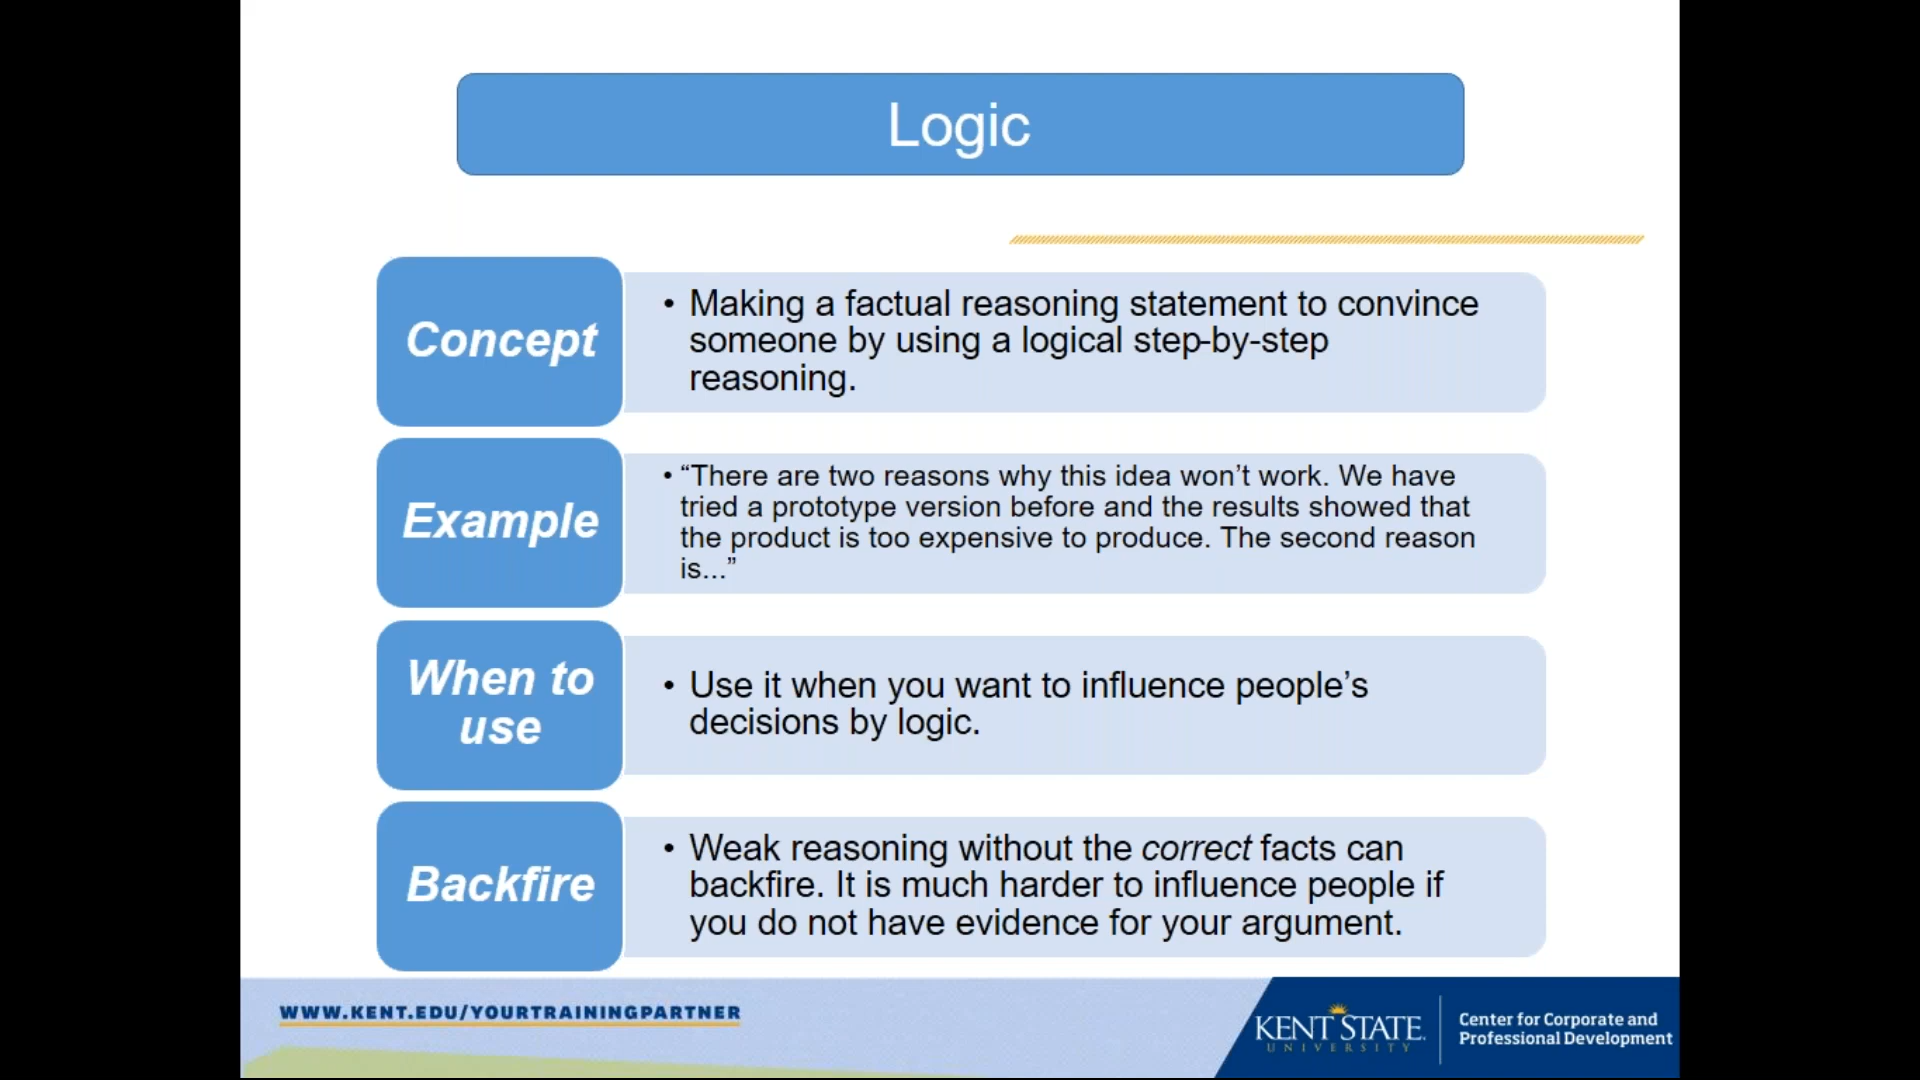 Logic
Concept
• Making a factual reasoning statement to convince
someone by using a logical step-by-step
reasoning.
Example
• “There are two reasons why this idea won’t work. We have
tried a prototype version before and the results showed that
the product is too expensive to produce. The second reason
is...”
When to
use
• Use it when you want to influence people’s
decisions by logic.
Backfire
• Weak reasoning without the correct facts can
backfire. It is much harder to influence people if
you do not have evidence for your argument.
WWW.KENT.EDU/YOURTRAININGPARTNER
KENT STATE.
UNIVERSITY
Center for Corporate and
Professional Development